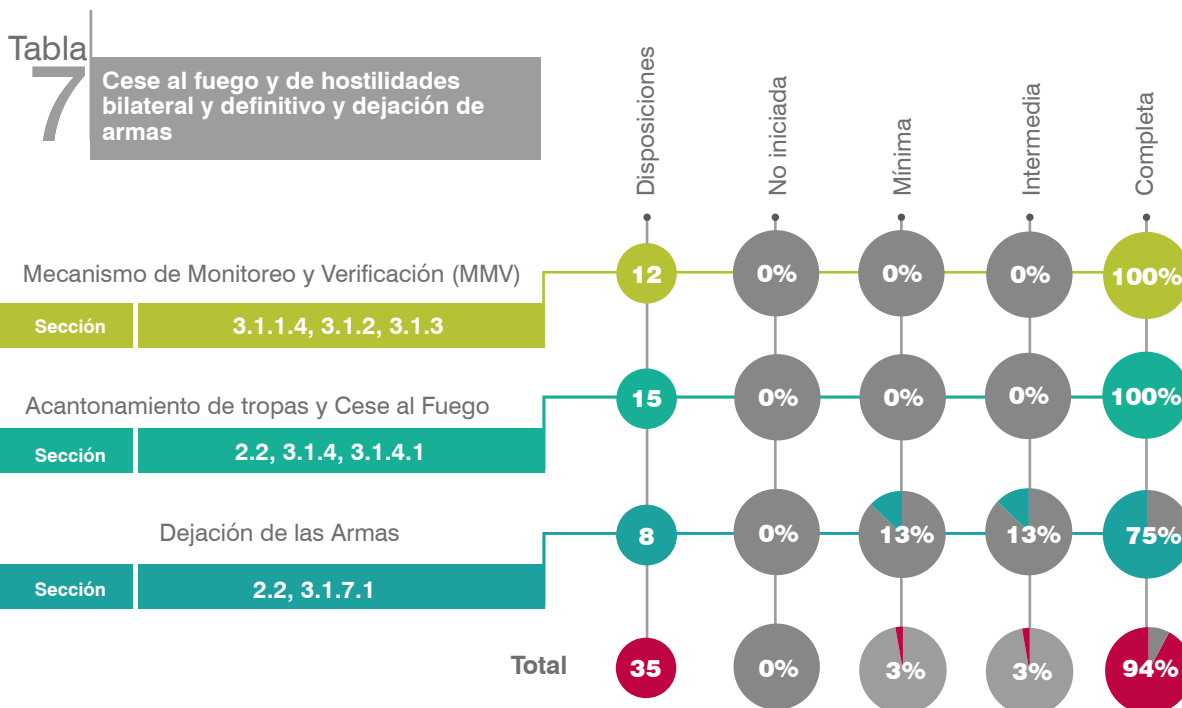 Tabla
7
Cese al fuego y de hostilidades
bilateral y definitivo y dejación de
armas
Disposiciones
No iniciada
Mínima
Intermedia
Completa
Mecanismo de Monitoreo y Verificación (MMV)
12 0% 0% 0% 100%
Sección 3.1.1.4, 3.1.2, 3.1.3
Acantonamiento de tropas y Cese al Fuego
15 0% 0% 0% 100%
Sección 2.2, 3.1.4, 3.1.4.1
Dejación de las Armas
8 0% 13% 13% 75%
Sección 2.2, 3.1.7.1
Total 35 0% 3% 3% 94%